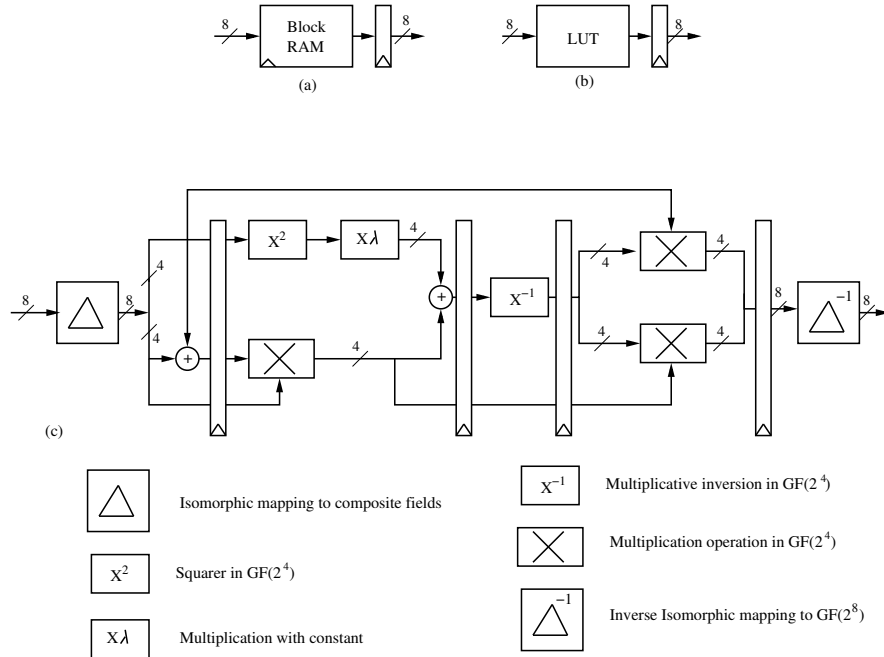 8
Block
RAM
8
8
LUT
8
(a)
(b)
8
8
4
4
X²
Xλ
4
+
+
4
X⁻¹
4
4
4
4
8
−1
8
(c)
Isomorphic mapping to composite fields
X⁻¹
Multiplicative inversion in GF(2⁴)
X²
Squarer in GF(2⁴)
Multiplication operation in GF(2⁴)
Xλ
Multiplication with constant
−1
Inverse Isomorphic mapping to GF(2⁸)